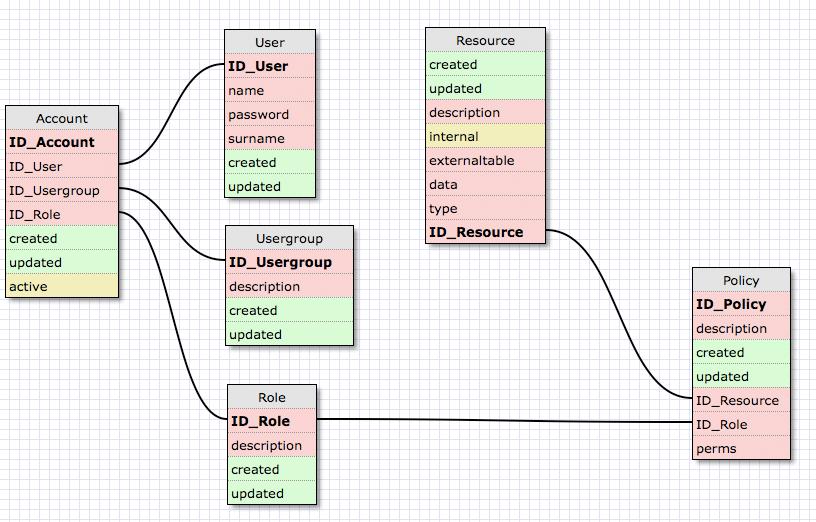 User
ID_User
name
password
surname
created
updated
Resource
created
updated
description
internal
externaltable
data
type
ID_Resource
Account
ID_Account
ID_User
ID_Usergroup
ID_Role
created
updated
active
Usergroup
ID_Usergroup
description
created
updated
Policy
ID_Policy
description
created
updated
ID_Resource
ID_Role
perms
Role
ID_Role
description
created
updated